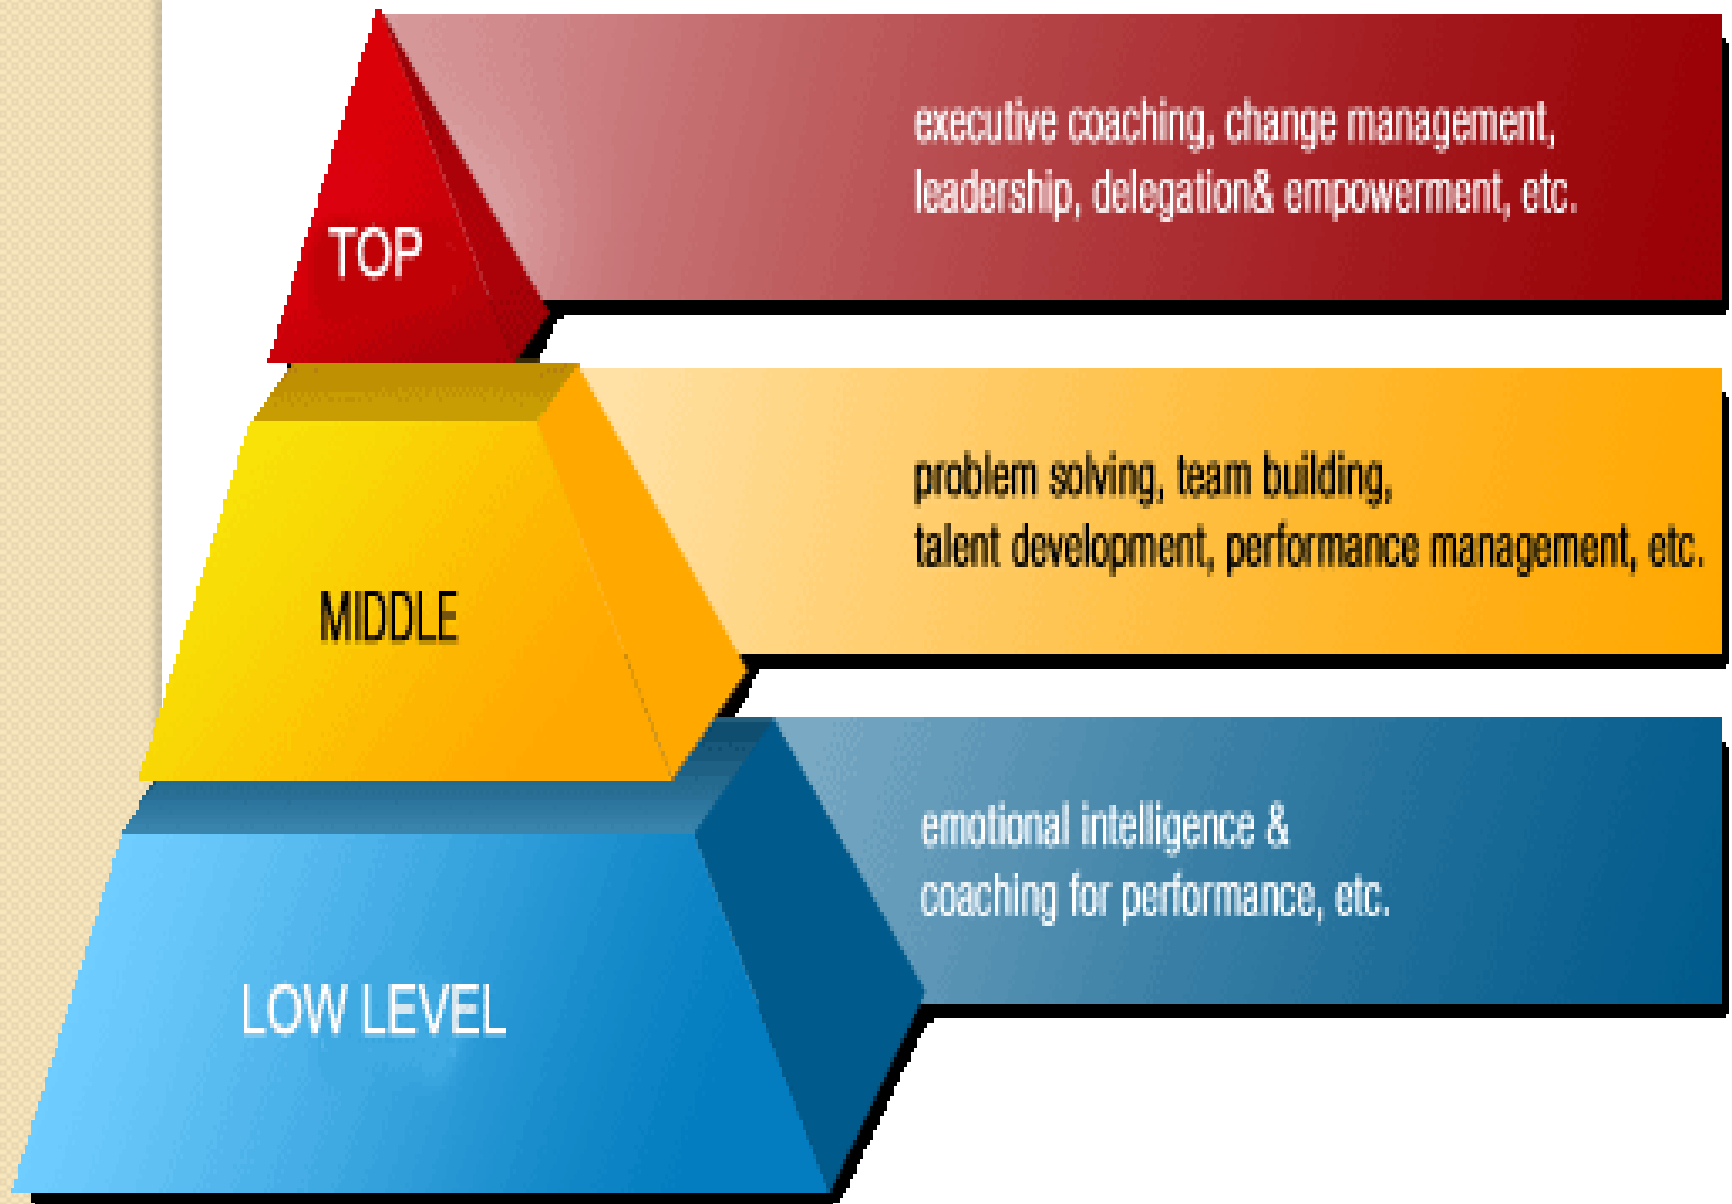 TOP
executive coaching, change management,
leadership, delegation& empowerment, etc.
MIDDLE
problem solving, team building,
talent development, performance management, etc.
LOW LEVEL
emotional intelligence &
coaching for performance, etc.